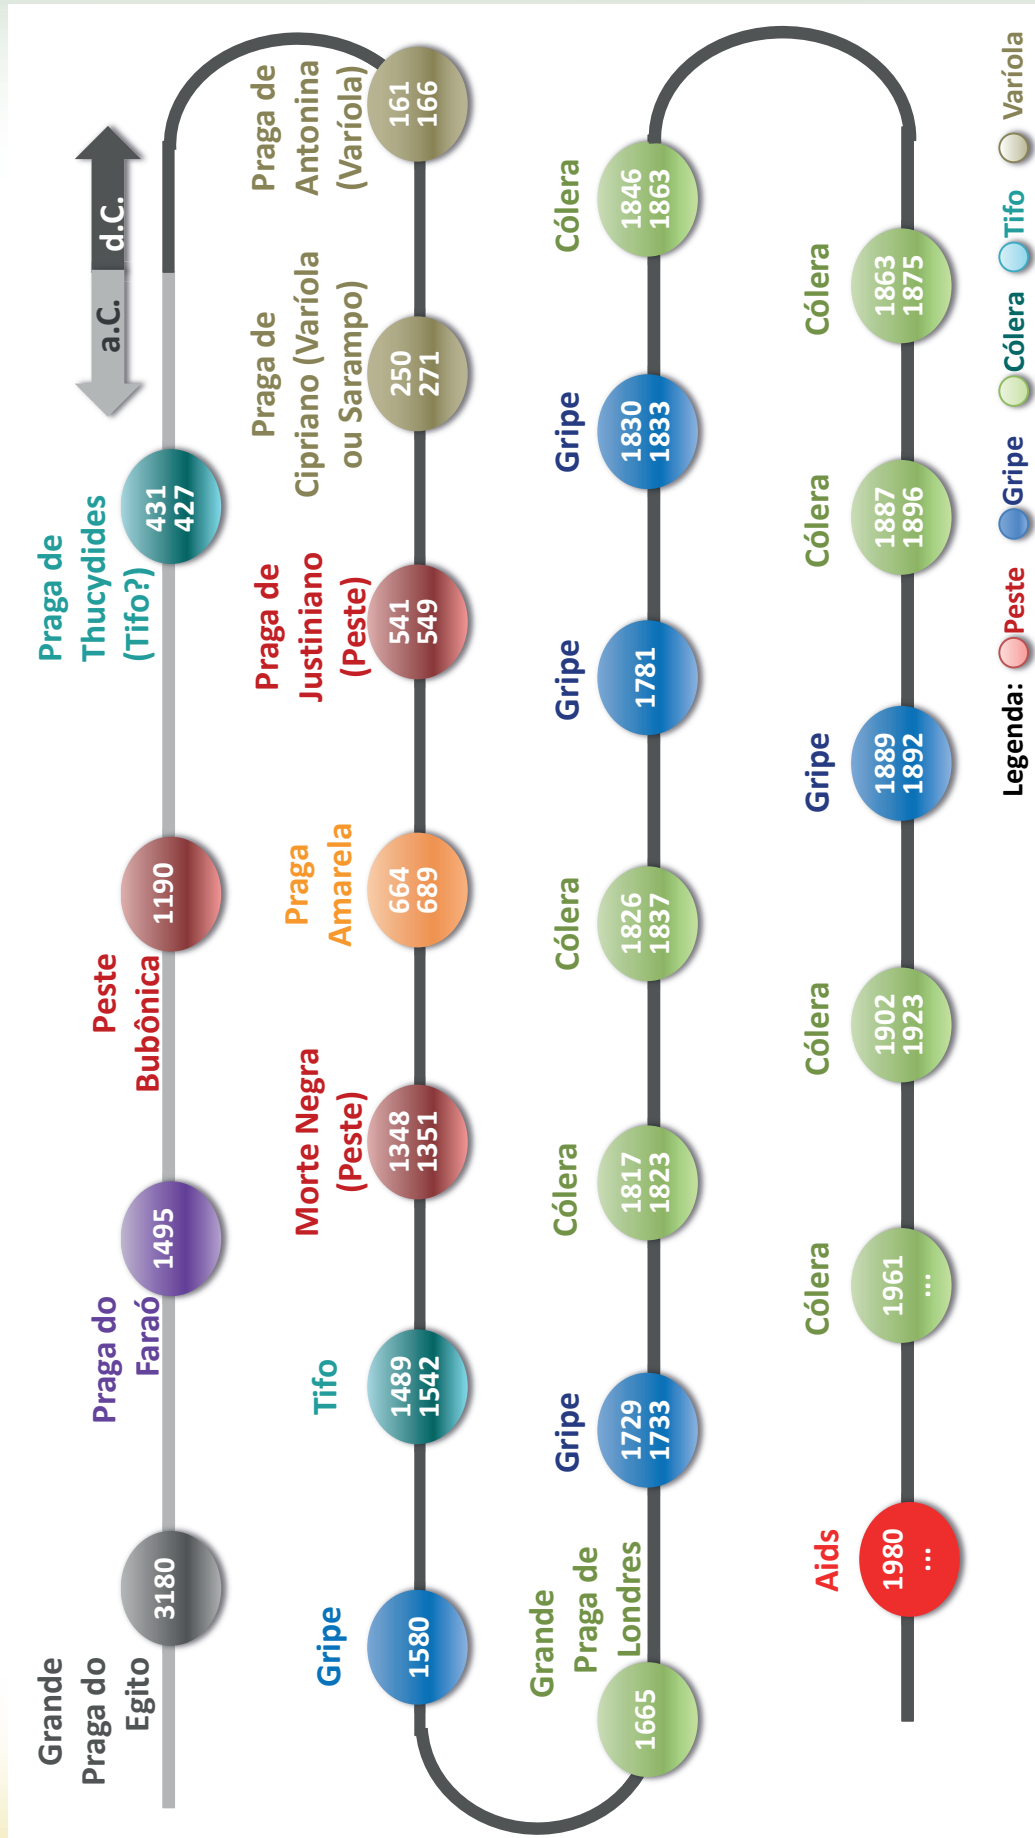 Grande
Praga do
Egito
3180
Praga do
Faraó
1495
Peste
Bubônica
1190
Praga de
Thucydides
(Tifo?)
431
427
a.C.
d.C.
Praga de
Antonina
(Varíola)
161
166
Praga de
Cipriano (Varíola
ou Sarampo)
250
271
Praga de
Justiniano
(Peste)
541
549
Praga
Amarela
664
689
Morte Negra
(Peste)
1348
1351
Tifo
1489
1542
Gripe
1580
Grande
Praga de
Londres
1665
Gripe
1729
1733
Cólera
1817
1823
Cólera
1826
1837
Gripe
1781
Gripe
1830
1833
Cólera
1846
1863
Cólera
1863
1875
Cólera
1887
1896
Gripe
1889
1892
Cólera
1902
1923
Cólera
1961
...
Aids
1980
...
Legenda: Peste Gripe Cólera Tifo Varíola